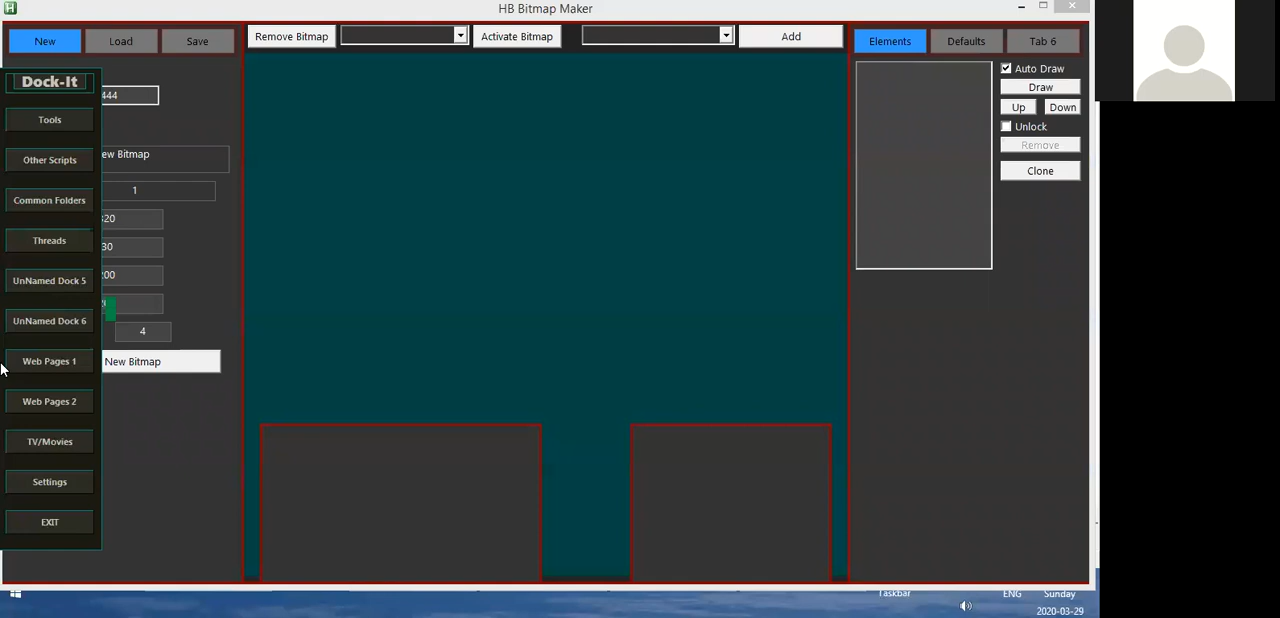 HB Bitmap Maker
New
Load
Save
Remove Bitmap
Activate Bitmap
Add
Elements
Defaults
Tab 6
Dock-It
Tools
Other Scripts
Common Folders
Threads
UnNamed Dock 5
UnNamed Dock 6
Web Pages 1
Web Pages 2
TV/Movies
Settings
EXIT
444
ew Bitmap
1
20
30
00
4
New Bitmap
Auto Draw
Draw
Up
Down
Unlock
Remove
Clone
Taskbar
ENG
Sunday
2020-03-29